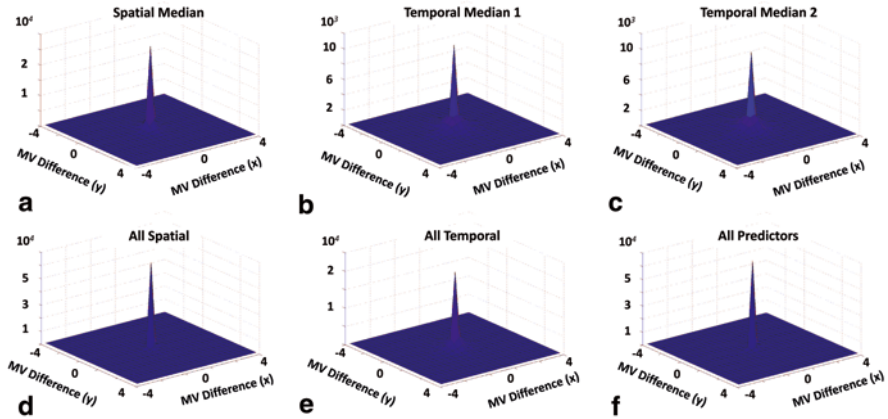 Spatial Median
10⁴
2
1
-4
0
4
-4
0
4
MV Difference (y)
MV Difference (x)
a
Temporal Median 1
10³
10
6
2
-4
0
4
-4
0
4
MV Difference (y)
MV Difference (x)
b
Temporal Median 2
10³
10
6
2
-4
0
4
-4
0
4
MV Difference (y)
MV Difference (x)
c
All Spatial
10⁴
5
3
1
-4
0
4
-4
0
4
MV Difference (y)
MV Difference (x)
d
All Temporal
10⁴
2
1
-4
0
4
-4
0
4
MV Difference (y)
MV Difference (x)
e
All Predictors
10⁴
5
3
1
-4
0
4
-4
0
4
MV Difference (y)
MV Difference (x)
f